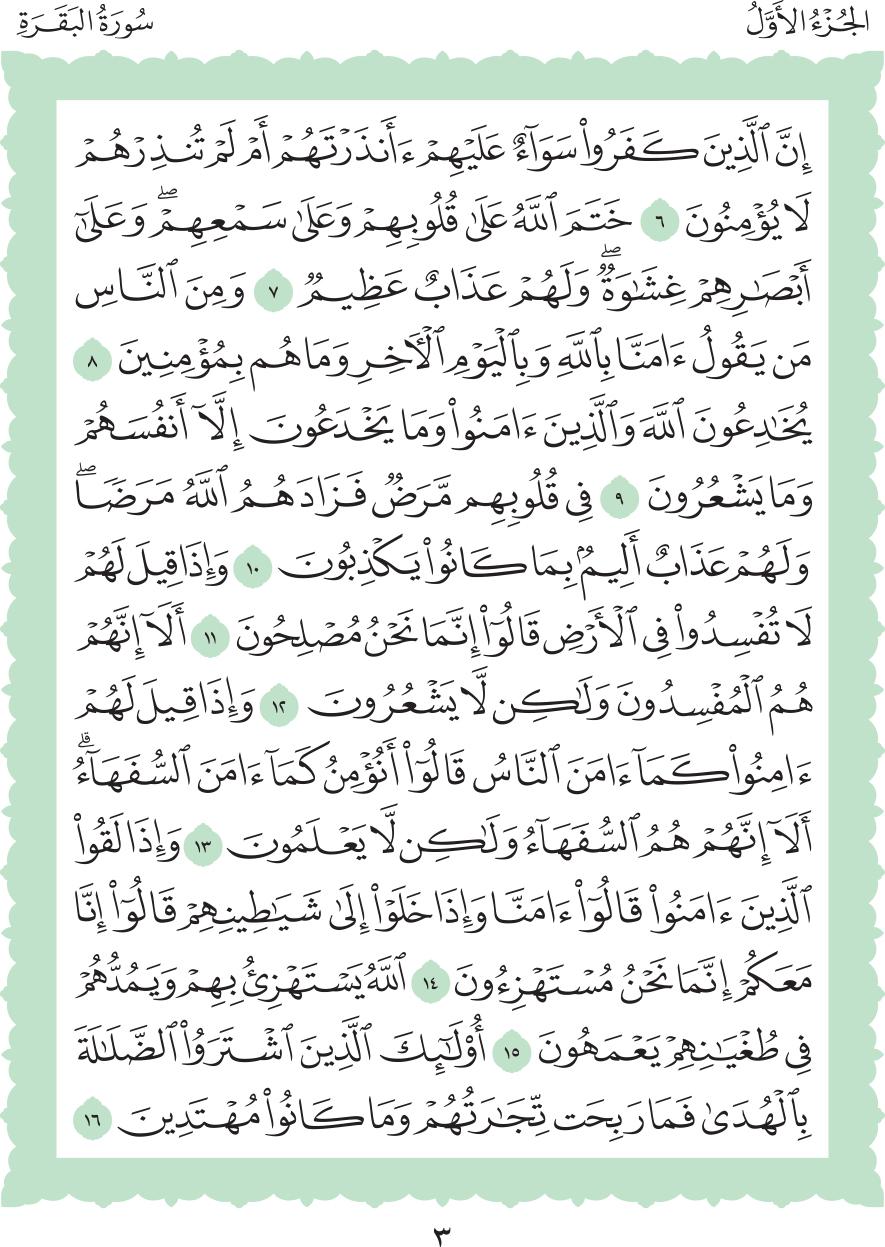 الجُزْءُ الأَوَّلُ
سُورَةُ البَقَرَةِ
إِنَّ ٱلَّذِينَ كَفَرُواْ سَوَآءٌ عَلَيْهِمْ ءَأَنذَرْتَهُمْ أَمْ لَمْ تُنذِرْهُمْ
لَا يُؤْمِنُونَ ٦ خَتَمَ ٱللَّهُ عَلَىٰ قُلُوبِهِمْ وَعَلَىٰ سَمْعِهِمْۖ وَعَلَىٰٓ
أَبْصَٰرِهِمْ غِشَٰوَةٌۖ وَلَهُمْ عَذَابٌ عَظِيمٌ ٧ وَمِنَ ٱلنَّاسِ
مَن يَقُولُ ءَامَنَّا بِٱللَّهِ وَبِٱلْيَوْمِ ٱلْأٓخِرِ وَمَا هُم بِمُؤْمِنِينَ ٨
يُخَٰدِعُونَ ٱللَّهَ وَٱلَّذِينَ ءَامَنُواْ وَمَا يَخْدَعُونَ إِلَّآ أَنفُسَهُمْ
وَمَا يَشْعُرُونَ ٩ فِي قُلُوبِهِم مَّرَضٌ فَزَادَهُمُ ٱللَّهُ مَرَضًاۖ
وَلَهُمْ عَذَابٌ أَلِيمُۢ بِمَا كَانُواْ يَكْذِبُونَ ١٠ وَإِذَا قِيلَ لَهُمْ
لَا تُفْسِدُواْ فِي ٱلْأَرْضِ قَالُوٓاْ إِنَّمَا نَحْنُ مُصْلِحُونَ ١١ أَلَآ إِنَّهُمْ
هُمُ ٱلْمُفْسِدُونَ وَلَٰكِن لَّا يَشْعُرُونَ ١٢ وَإِذَا قِيلَ لَهُمْ
ءَامِنُواْ كَمَآ ءَامَنَ ٱلنَّاسُ قَالُوٓاْ أَنُؤْمِنُ كَمَآ ءَامَنَ ٱلسُّفَهَآءُۗ
أَلَآ إِنَّهُمْ هُمُ ٱلسُّفَهَآءُ وَلَٰكِن لَّا يَعْلَمُونَ ١٣ وَإِذَا لَقُواْ
ٱلَّذِينَ ءَامَنُواْ قَالُوٓاْ ءَامَنَّا وَإِذَا خَلَوْاْ إِلَىٰ شَيَٰطِينِهِمْ قَالُوٓاْ إِنَّا
مَعَكُمْ إِنَّمَا نَحْنُ مُسْتَهْزِءُونَ ١٤ ٱللَّهُ يَسْتَهْزِئُ بِهِمْ وَيَمُدُّهُمْ
فِي طُغْيَٰنِهِمْ يَعْمَهُونَ ١٥ أُوْلَٰٓئِكَ ٱلَّذِينَ ٱشْتَرَوُاْ ٱلضَّلَٰلَةَ
بِٱلْهُدَىٰ فَمَا رَبِحَت تِّجَٰرَتُهُمْ وَمَا كَانُواْ مُهْتَدِينَ ١٦
٣